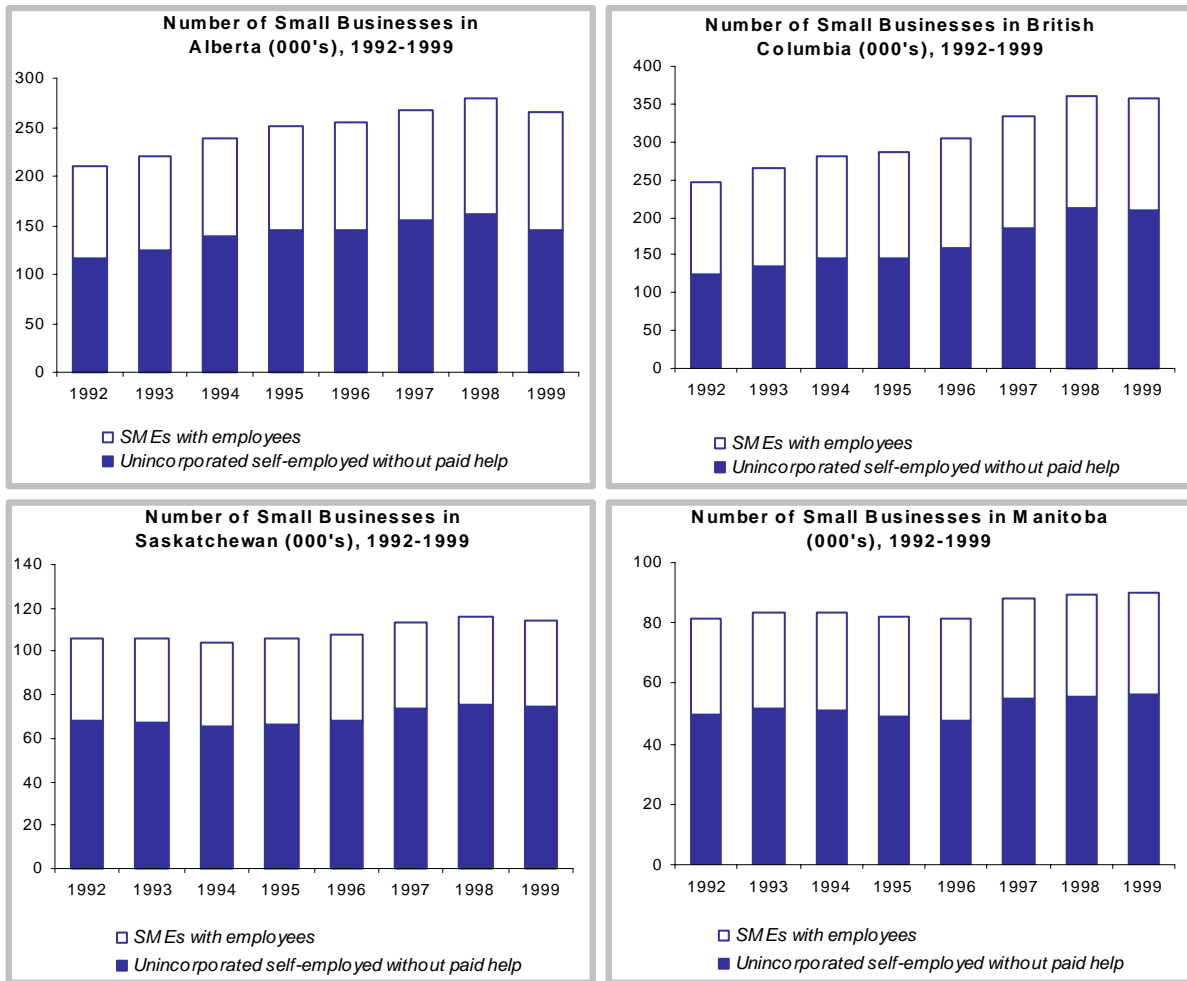 Number of Small Businesses in
Alberta (000's), 1992-1999
300
250
200
150
100
50
0
1992 1993 1994 1995 1996 1997 1998 1999
SMEs with employees
Unincorporated self-employed without paid help
Number of Small Businesses in British
Columbia (000's), 1992-1999
400
350
300
250
200
150
100
50
0
1992 1993 1994 1995 1996 1997 1998 1999
SMEs with employees
Unincorporated self-employed without paid help
Number of Small Businesses in
Saskatchewan (000's), 1992-1999
140
120
100
80
60
40
20
0
1992 1993 1994 1995 1996 1997 1998 1999
SMEs with employees
Unincorporated self-employed without paid help
Number of Small Businesses in Manitoba
(000's), 1992-1999
100
80
60
40
20
0
1992 1993 1994 1995 1996 1997 1998 1999
SMEs with employees
Unincorporated self-employed without paid help